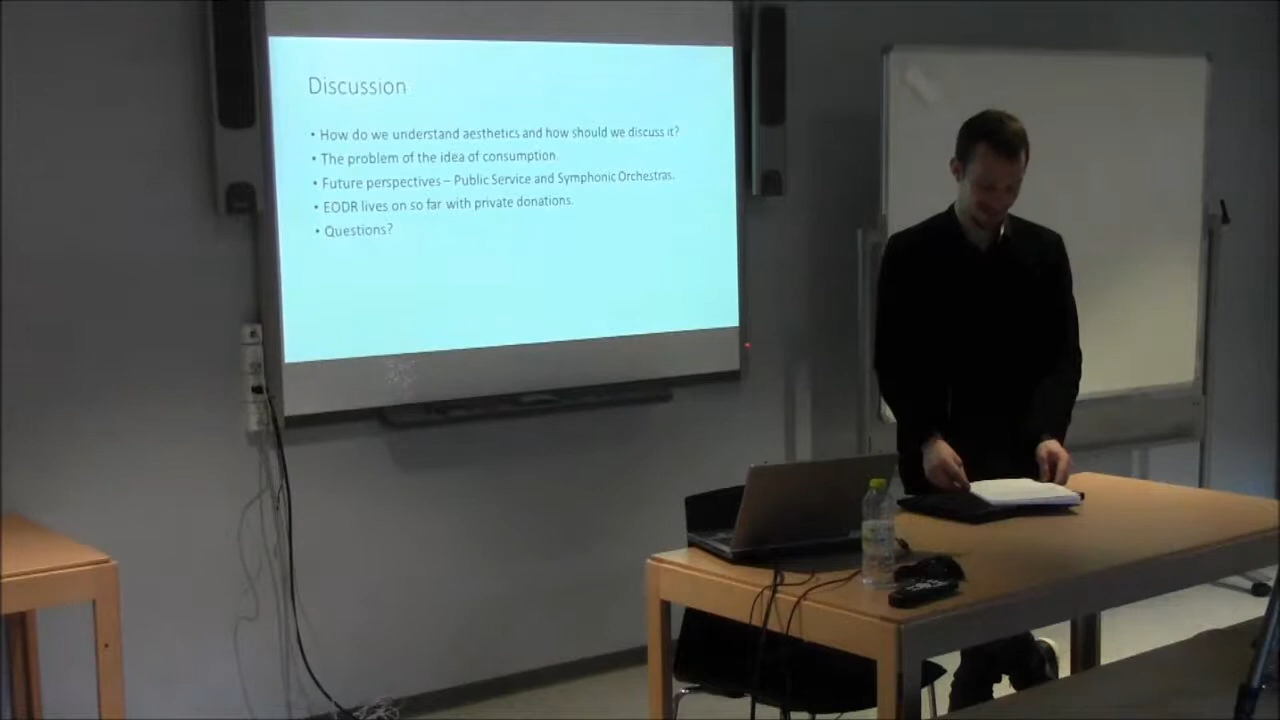 Discussion
• How do we understand aesthetics and how should we discuss it?
• The problem of the idea of consumption.
• Future perspectives – Public Service and Symphonic Orchestras.
• EODR lives on so far with private donations.
• Questions?